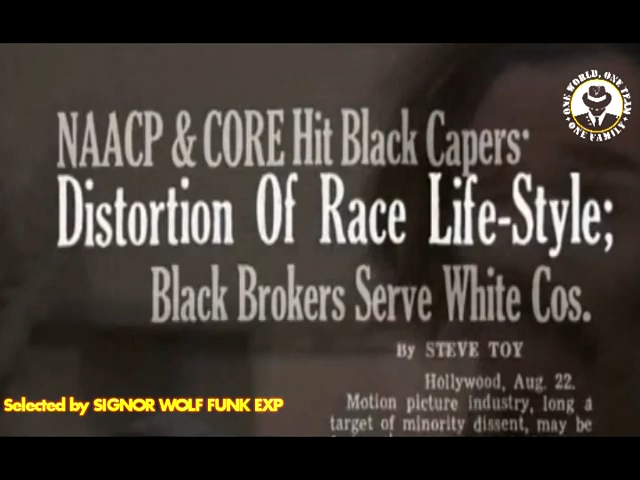 ONE WORLD, ONE TEAM
ONE FAMILY
NAACP & CORE Hit Black Capers:
Distortion Of Race Life-Style;
Black Brokers Serve White Cos.
By STEVE TOY
Hollywood, Aug. 22.
Motion picture industry, long a
target of minority dissent, may be
Selected by SIGNOR WOLF FUNK EXP